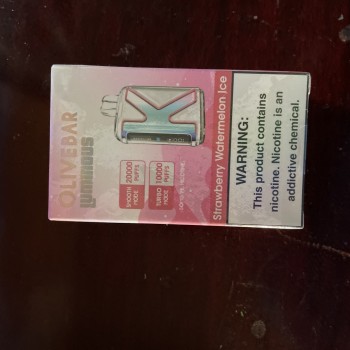 OLIVEBAR
LUMINOUS
20000
PUFFS
SMOOTH
MODE
10000
PUFFS
TURBO
MODE
Strawberry Watermelon Ice
WARNING:
This product contains
nicotine. Nicotine is an
addictive chemical.